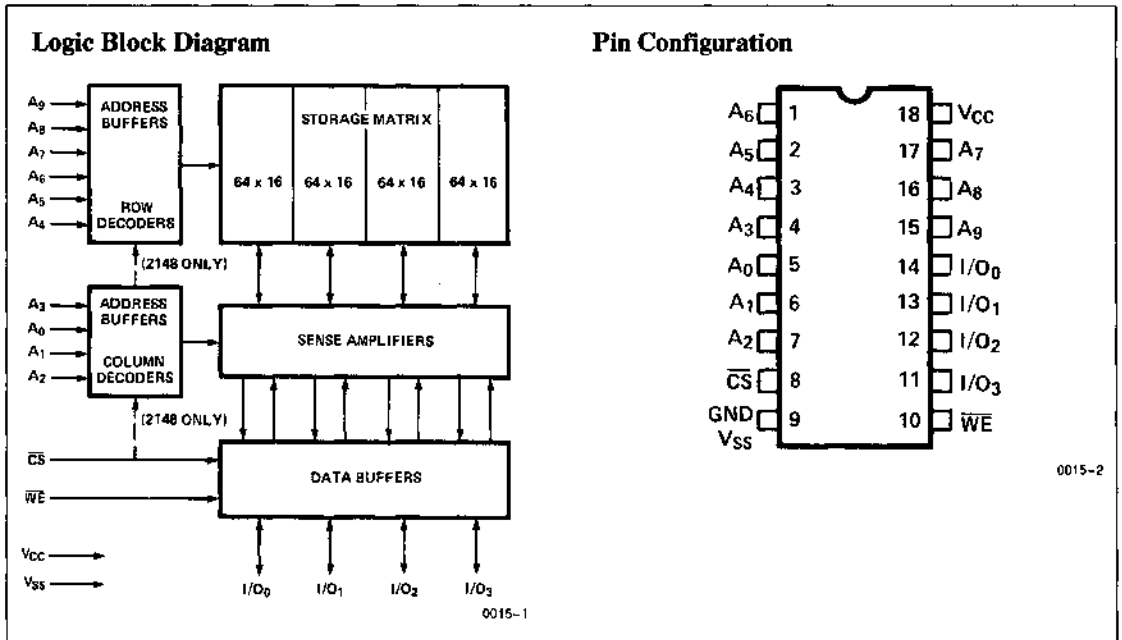 Logic Block Diagram
A9
A8
A7
A6
A5
A4
ADDRESS
BUFFERS
ROW
DECODERS
STORAGE MATRIX
64 x 16 64 x 16 64 x 16 64 x 16
(2148 ONLY)
A3
A0
A1
A2
ADDRESS
BUFFERS
COLUMN
DECODERS
SENSE AMPLIFIERS
(2148 ONLY)
CS
WE
DATA BUFFERS
VCC
VSS
I/O0 I/O1 I/O2 I/O3
0015-1
Pin Configuration
A6 1 18 VCC
A5 2 17 A7
A4 3 16 A8
A3 4 15 A9
A0 5 14 I/O0
A1 6 13 I/O1
A2 7 12 I/O2
CS 8 11 I/O3
GND 9 10 WE
VSS
0015-2